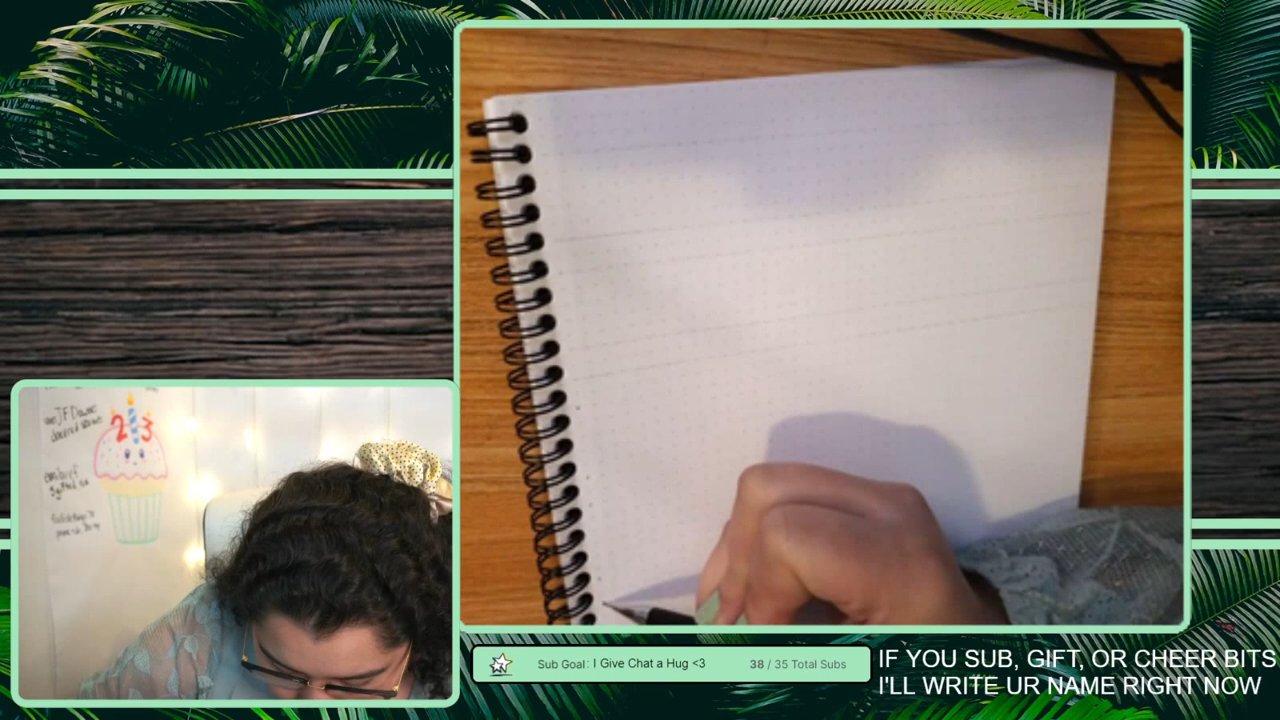 23
Sub Goal: I Give Chat a Hug <3
38 / 35 Total Subs
IF YOU SUB, GIFT, OR CHEER BITS
I'LL WRITE UR NAME RIGHT NOW